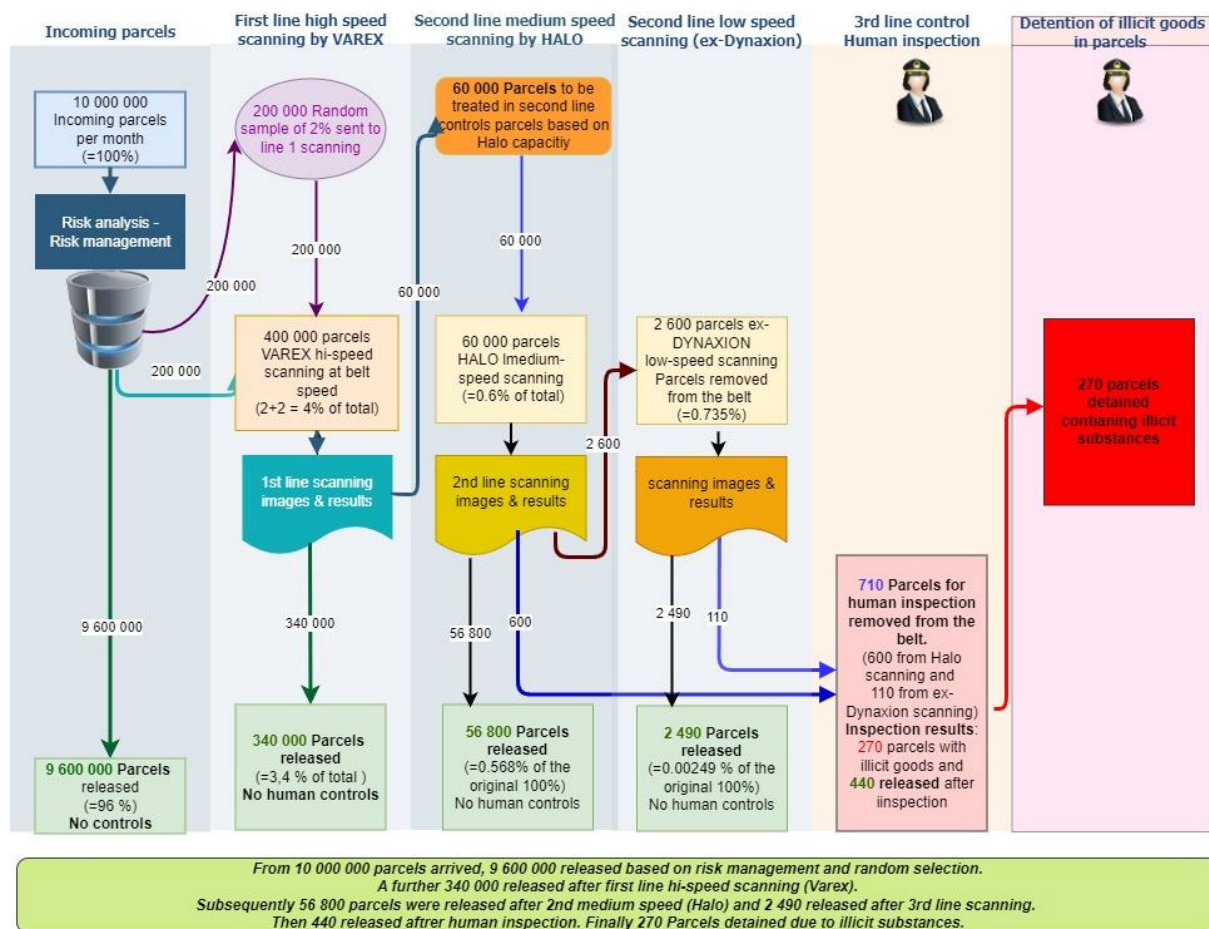 Incoming parcels
First line high speed
scanning by VAREX
Second line medium speed
scanning by HALO
Second line low speed
scanning (ex-Dynaxion)
3rd line control
Human inspection
Detention of illicit goods
in parcels
10 000 000
Incoming parcels
per month
(=100%)
Risk analysis -
Risk management
200 000 Random
sample of 2% sent to
line 1 scanning
60 000 Parcels to be
treated in second line
controls parcels based on
Halo capacitiy
200 000
200 000
200 000
60 000
60 000
400 000 parcels
VAREX hi-speed
scanning at belt
speed
(2+2 = 4% of total)
60 000 parcels
HALO lmedium-
speed scanning
(=0.6% of total)
2 600 parcels ex-
DYNAXION
low-speed scanning
Parcels removed
from the belt
(=0.735%)
2 600
270 parcels
detained
contianing illicit
substances
1st line scanning
images & results
2nd line scanning
images & results
scanning images &
results
9 600 000
340 000
56 800
600
2 490
110
710 Parcels for
human inspection
removed from the
belt.
(600 from Halo
scanning and
110 from ex-
Dynaxion scanning)
Inspection results:
270 parcels with
illicit goods and
440 released after
iinspection
9 600 000 Parcels
released
(=96 %)
No controls
340 000 Parcels
released
(=3,4 % of total )
No human controls
56 800 Parcels
released
(=0.568% of the
original 100%)
No human controls
2 490 Parcels
released
(=0.00249 % of the
original 100%)
No human controls
From 10 000 000 parcels arrived, 9 600 000 released based on risk management and random selection.
A further 340 000 released after first line hi-speed scanning (Varex).
Subsequently 56 800 parcels were released after 2nd medium speed (Halo) and 2 490 released after 3rd line scanning.
Then 440 released aftrer human inspection. Finally 270 Parcels detained due to illicit substances.